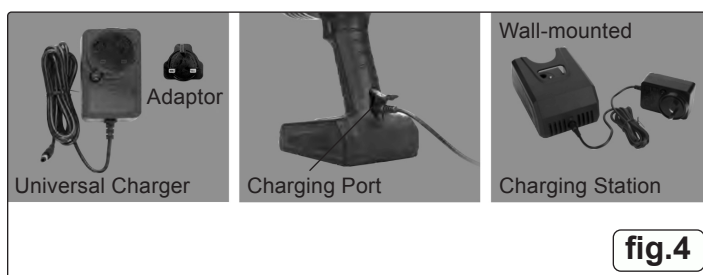 Adaptor
Universal Charger
Charging Port
Wall-mounted
Charging Station
fig.4